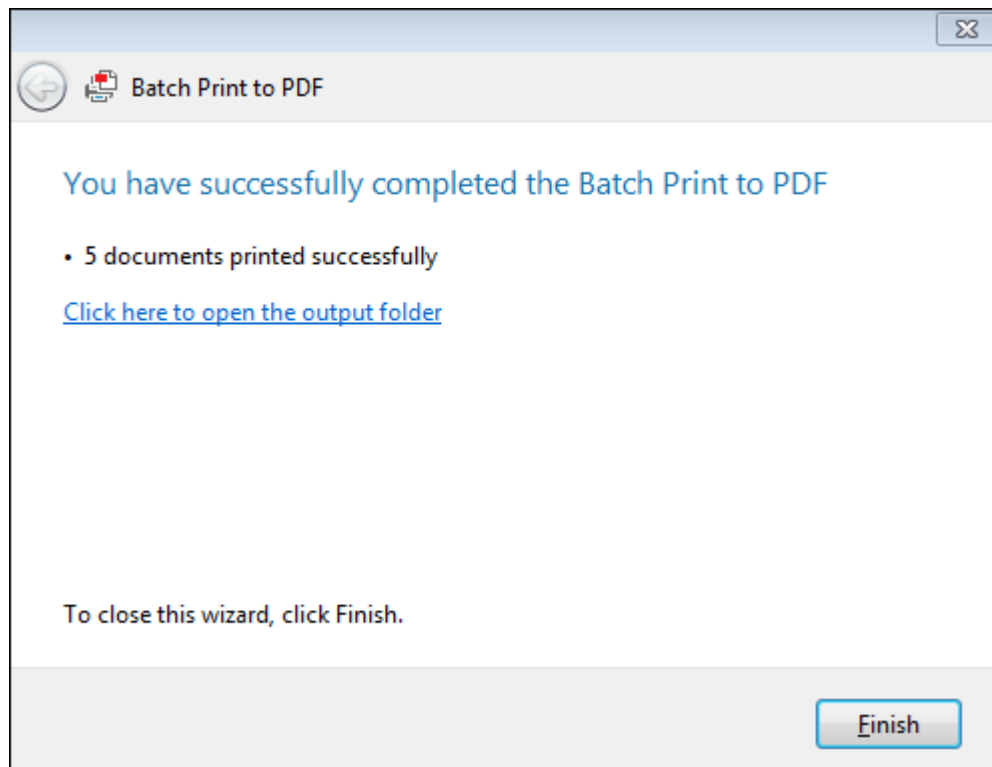 Batch Print to PDF
You have successfully completed the Batch Print to PDF
• 5 documents printed successfully
Click here to open the output folder
To close this wizard, click Finish.
Finish